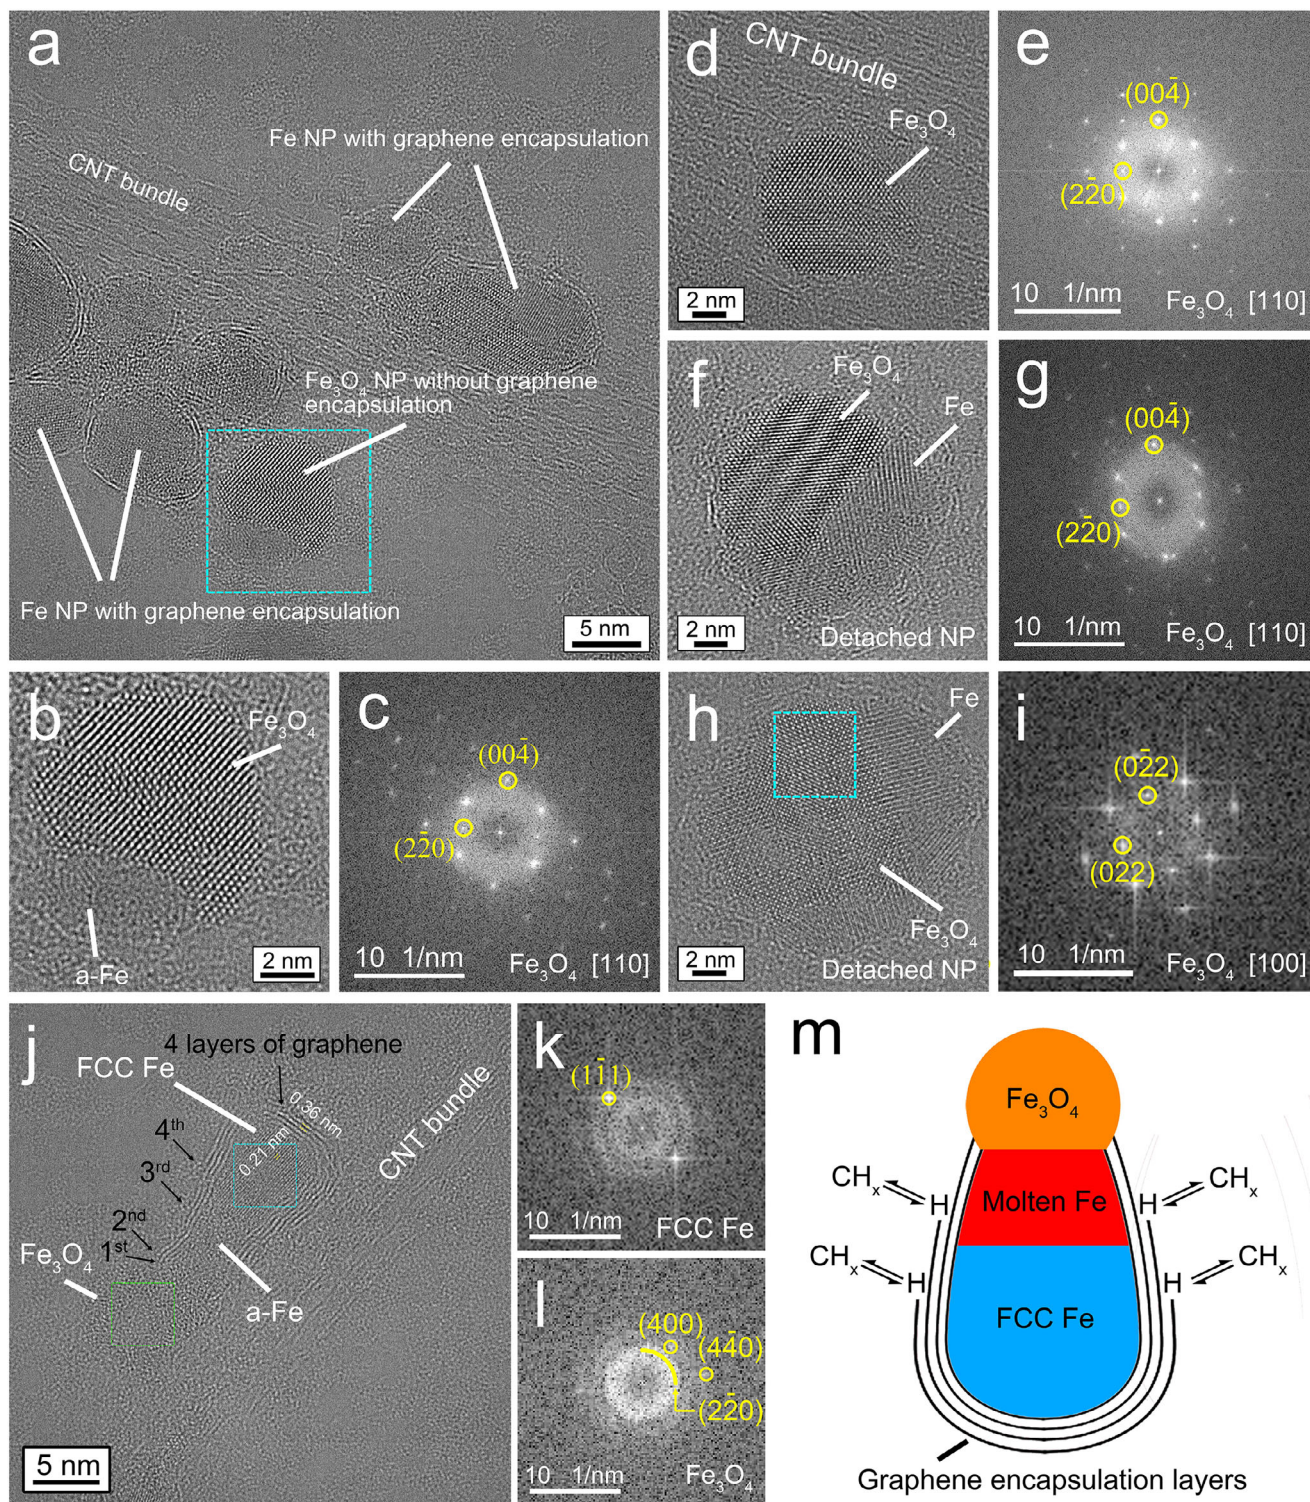 a
Fe NP with graphene encapsulation
CNT bundle
Fe₃O₄ NP without graphene
encapsulation
Fe NP with graphene encapsulation
5 nm
d
CNT bundle
Fe₃O₄
2 nm
e
(004̄)
(22̄0)
10 1/nm
Fe₃O₄ [110]
f
Fe₃O₄
Fe
2 nm
Detached NP
g
(004̄)
(22̄0)
10 1/nm
Fe₃O₄ [110]
b
Fe₃O₄
a-Fe
2 nm
c
(004̄)
(22̄0)
10 1/nm
Fe₃O₄ [110]
h
Fe
Fe₃O₄
2 nm
Detached NP
i
(02̄2)
(022)
10 1/nm
Fe₃O₄ [100]
j
4 layers of graphene
FCC Fe
0.36 nm
0.21 nm
4th
3rd
2nd
1st
Fe₃O₄
a-Fe
CNT bundle
5 nm
k
(11̄1)
10 1/nm
FCC Fe
l
(400)
(44̄0)
(22̄0)
10 1/nm
Fe₃O₄
m
Fe₃O₄
Molten Fe
FCC Fe
CHₓ
H
H
CHₓ
CHₓ
H
H
CHₓ
Graphene encapsulation layers